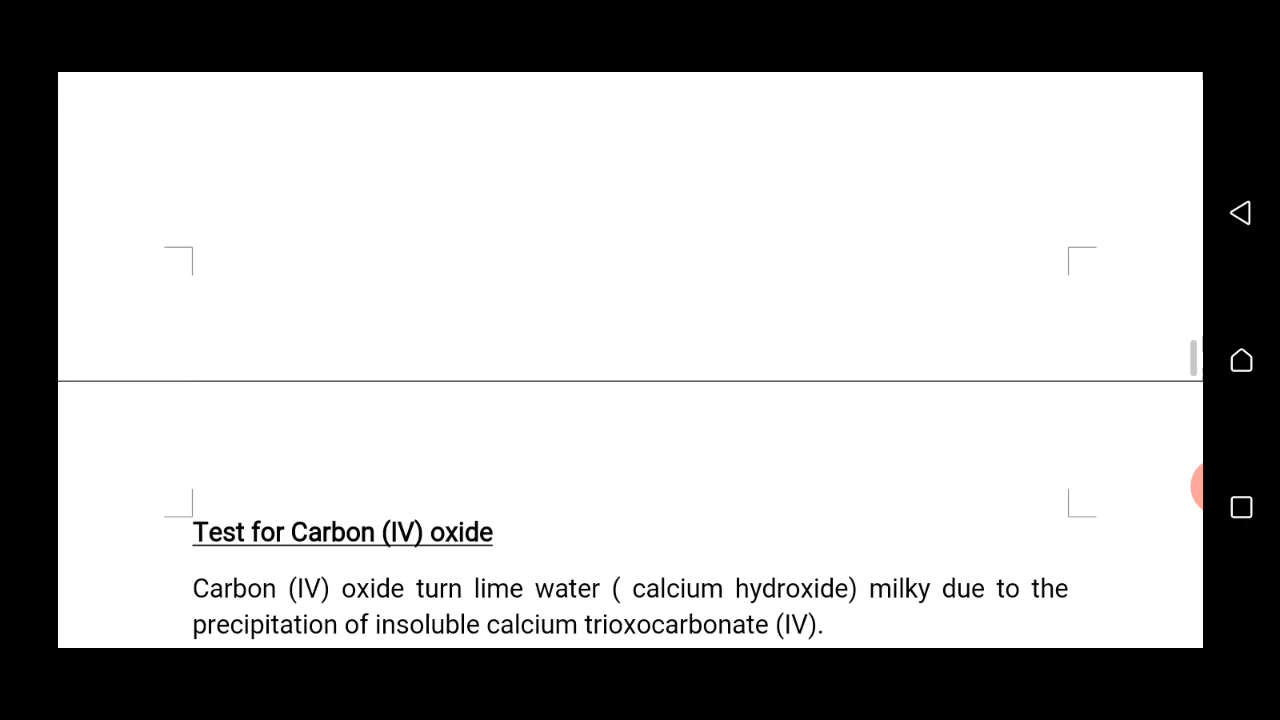 Test for Carbon (IV) oxide
Carbon (IV) oxide turn lime water ( calcium hydroxide) milky due to the
precipitation of insoluble calcium trioxocarbonate (IV).